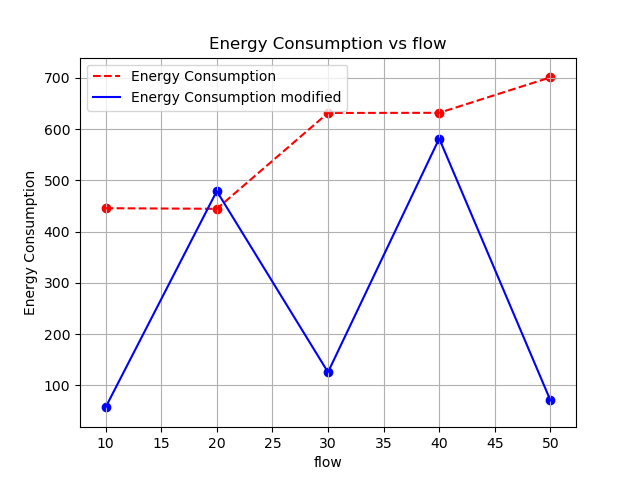 Energy Consumption vs flow
Energy Consumption
Energy Consumption modified
700
600
500
400
300
200
100
Energy Consumption
10 15 20 25 30 35 40 45 50
flow